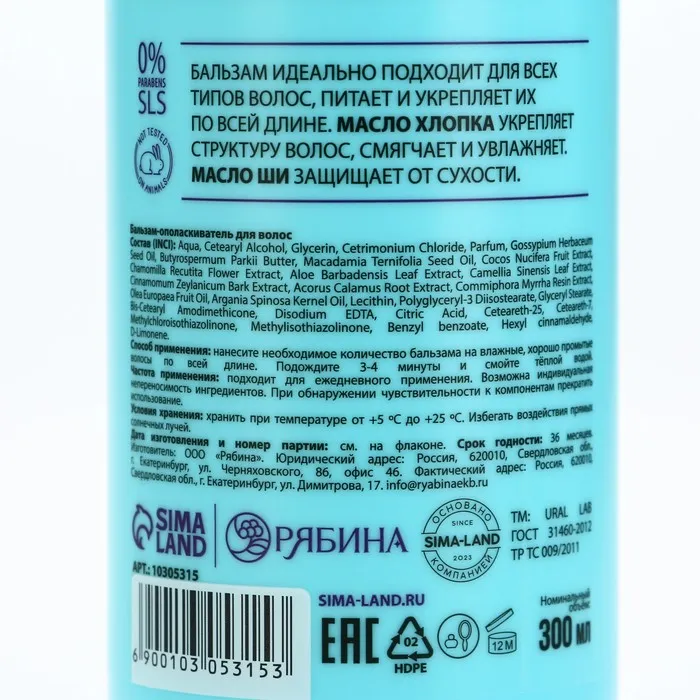 0%
PARABENS
SLS
NOT TESTED
ON ANIMALS
БАЛЬЗАМ ИДЕАЛЬНО ПОДХОДИТ ДЛЯ ВСЕХ
ТИПОВ ВОЛОС, ПИТАЕТ И УКРЕПЛЯЕТ ИХ
ПО ВСЕЙ ДЛИНЕ. МАСЛО ХЛОПКА УКРЕПЛЯЕТ
СТРУКТУРУ ВОЛОС, СМЯГЧАЕТ И УВЛАЖНЯЕТ.
МАСЛО ШИ ЗАЩИЩАЕТ ОТ СУХОСТИ.
Бальзам-ополаскиватель для волос
Состав (INCI): Aqua, Cetearyl Alcohol, Glycerin, Cetrimonium Chloride, Parfum, Gossypium Herbaceum
Seed Oil, Butyrospermum Parkii Butter, Macadamia Ternifolia Seed Oil, Cocos Nucifera Fruit Extract,
Chamomilla Recutita Flower Extract, Aloe Barbadensis Leaf Extract, Camellia Sinensis Leaf Extract,
Cinnamomum Zeylanicum Bark Extract, Acorus Calamus Root Extract, Commiphora Myrrha Resin Extract,
Olea Europaea Fruit Oil, Argania Spinosa Kernel Oil, Lecithin, Polyglyceryl-3 Diisostearate, Glyceryl Stearate,
Bis-Cetearyl Amodimethicone, Disodium EDTA, Citric Acid, Ceteareth-25, Ceteareth-7,
Methylchloroisothiazolinone, Methylisothiazolinone, Benzyl benzoate, Hexyl cinnamaldehyde,
D-Limonene.
Способ применения: нанесите необходимое количество бальзама на влажные, хорошо промытые
волосы по всей длине. Подождите 3-4 минуты и смойте тёплой водой.
Частота применения: подходит для ежедневного применения. Возможна индивидуальная
непереносимость ингредиентов. При обнаружении чувствительности к компонентам прекратить
использование.
Условия хранения: хранить при температуре от +5 ºС до +25 ºС. Избегать воздействия прямых
солнечных лучей.
Дата изготовления и номер партии: см. на флаконе. Срок годности: 36 месяцев.
Изготовитель: ООО «Рябина». Юридический адрес: Россия, 620010, Свердловская обл.,
г. Екатеринбург, ул. Черняховского, 86, офис 46. Фактический адрес: Россия, 620010,
Свердловская обл., г. Екатеринбург, ул. Димитрова, 17. info@ryabinaekb.ru
SIMA
LAND
РЯБИНА
ОСНОВАНО
SINCE
SIMA-LAND
2023
КОМПАНИЕЙ
TM: URAL LAB
ГОСТ 31460-2012
ТР ТС 009/2011
АРТ.: 10305315
6 900103 053153
SIMA-LAND.RU
EAC
02
HDPE
12 M
Номинальный
объём:
300 мл